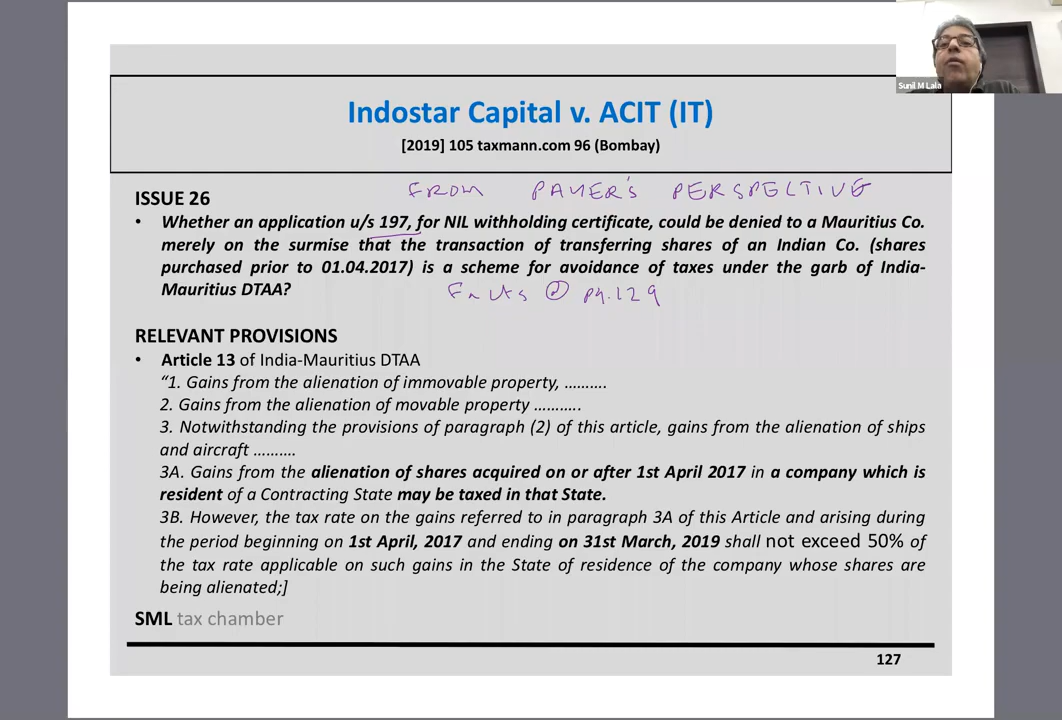 Sunil M Lala
Indostar Capital v. ACIT (IT)
[2019] 105 taxmann.com 96 (Bombay)
FROM PAYER'S PERSPECTIVE
ISSUE 26
• Whether an application u/s 197, for NIL withholding certificate, could be denied to a Mauritius Co.
merely on the surmise that the transaction of transferring shares of an Indian Co. (shares
purchased prior to 01.04.2017) is a scheme for avoidance of taxes under the garb of India-
Mauritius DTAA?
Facts @ pg.129
RELEVANT PROVISIONS
• Article 13 of India-Mauritius DTAA
“1. Gains from the alienation of immovable property, ……….
2. Gains from the alienation of movable property ………..
3. Notwithstanding the provisions of paragraph (2) of this article, gains from the alienation of ships
and aircraft ……….
3A. Gains from the alienation of shares acquired on or after 1st April 2017 in a company which is
resident of a Contracting State may be taxed in that State.
3B. However, the tax rate on the gains referred to in paragraph 3A of this Article and arising during
the period beginning on 1st April, 2017 and ending on 31st March, 2019 shall not exceed 50% of
the tax rate applicable on such gains in the State of residence of the company whose shares are
being alienated;]
SML tax chamber
127